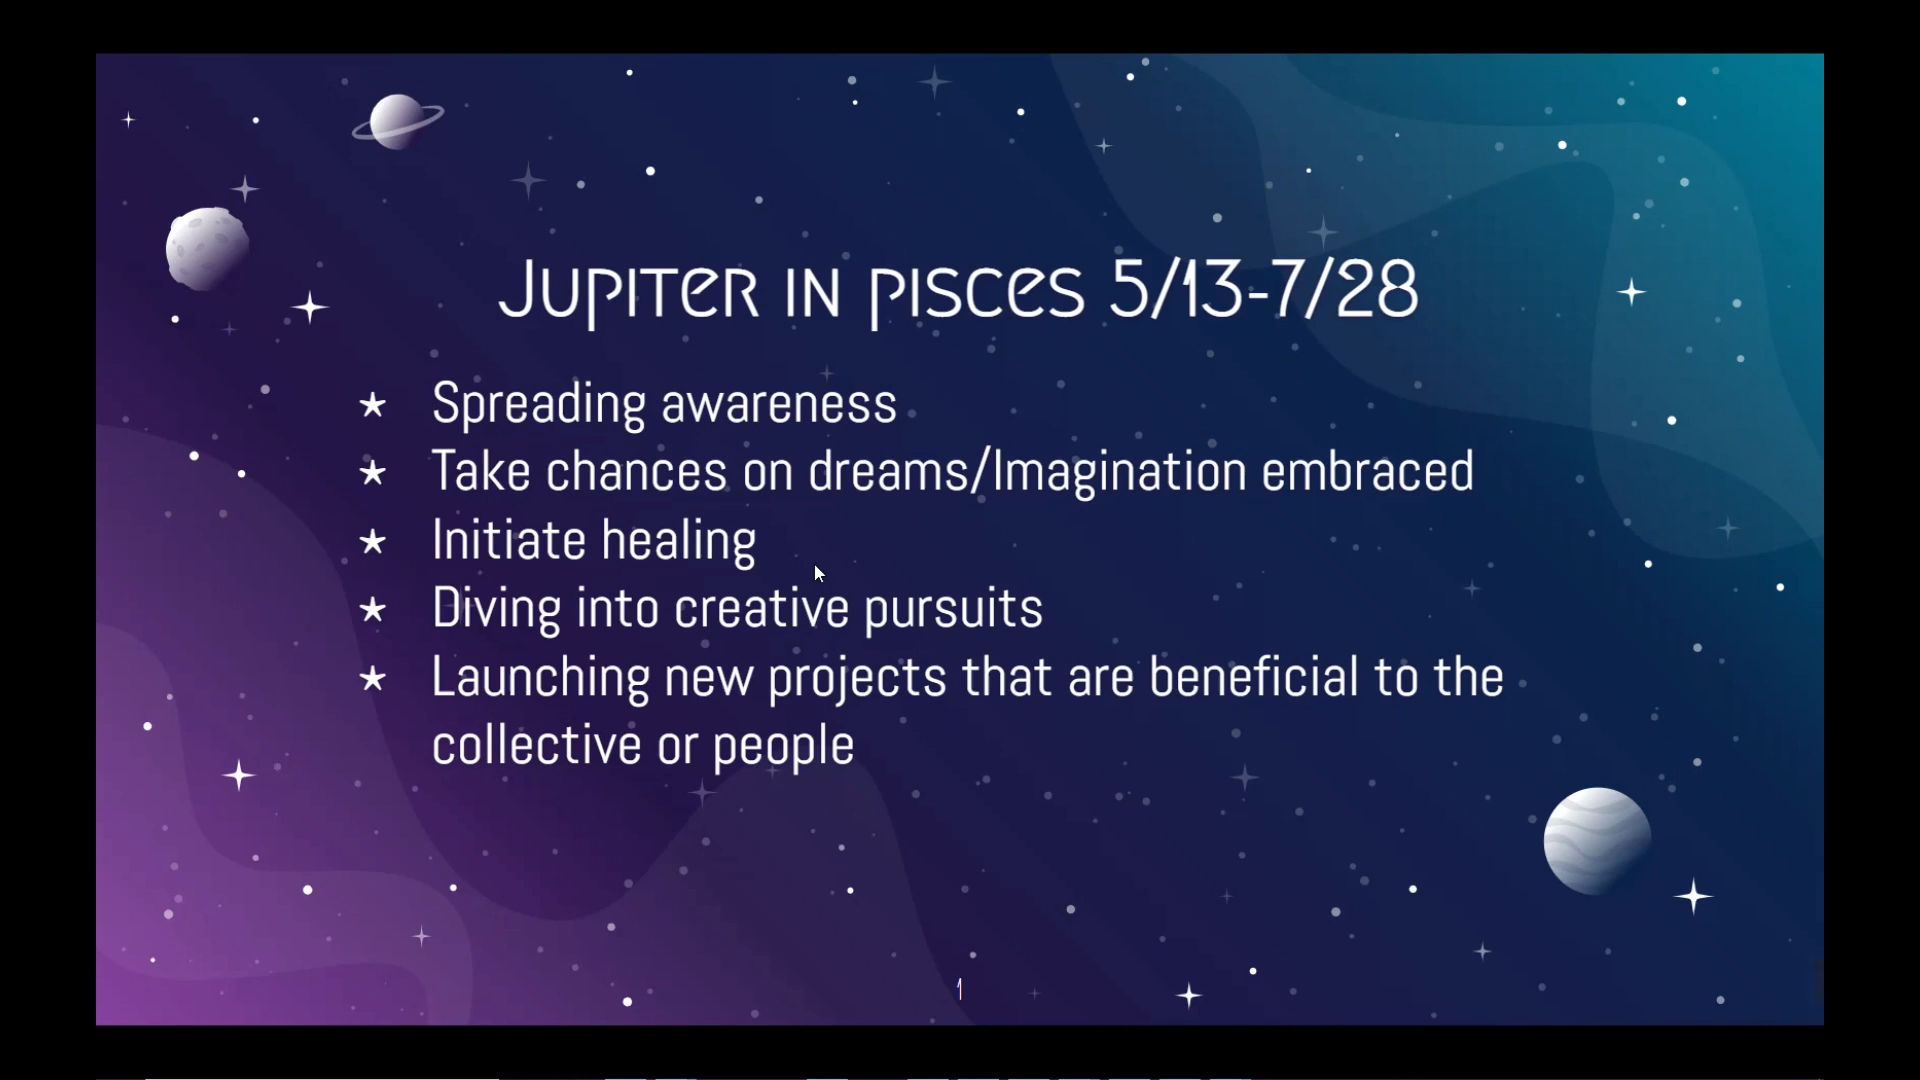 Jupiter in Pisces 5/13-7/28
★ Spreading awareness
★ Take chances on dreams/Imagination embraced
★ Initiate healing
★ Diving into creative pursuits
★ Launching new projects that are beneficial to the
collective or people
1